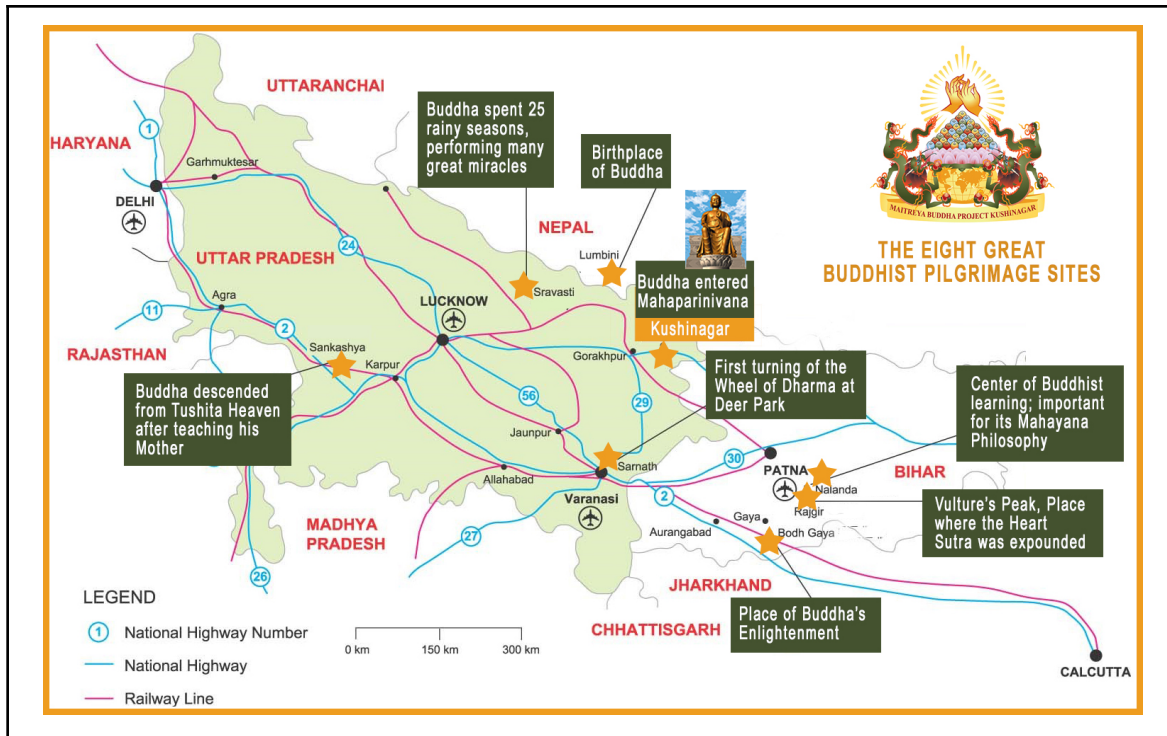 MAITREYA BUDDHA PROJECT KUSHINAGAR
THE EIGHT GREAT
BUDDHIST PILGRIMAGE SITES
UTTARANCHAI
HARYANA
1
Garhmuktesar
DELHI
Buddha spent 25
rainy seasons,
performing many
great miracles
Birthplace
of Buddha
NEPAL
Lumbini
24
UTTAR PRADESH
Sravasti
Buddha entered
Mahaparinivana
Kushinagar
Agra
11
2
LUCKNOW
RAJASTHAN
Sankashya
Karpur
Gorakhpur
Buddha descended
from Tushita Heaven
after teaching his
Mother
First turning of the
Wheel of Dharma at
Deer Park
Center of Buddhist
learning; important
for its Mahayana
Philosophy
56
29
Jaunpur
Sarnath
30
PATNA
BIHAR
Allahabad
Varanasi
2
Nalanda
Rajgir
Vulture's Peak, Place
where the Heart
Sutra was expounded
MADHYA
PRADESH
27
Aurangabad
Gaya
Bodh Gaya
26
JHARKHAND
CHHATTISGARH
Place of Buddha's
Enlightenment
CALCUTTA
LEGEND
1 National Highway Number
National Highway
Railway Line
0 km 150 km 300 km